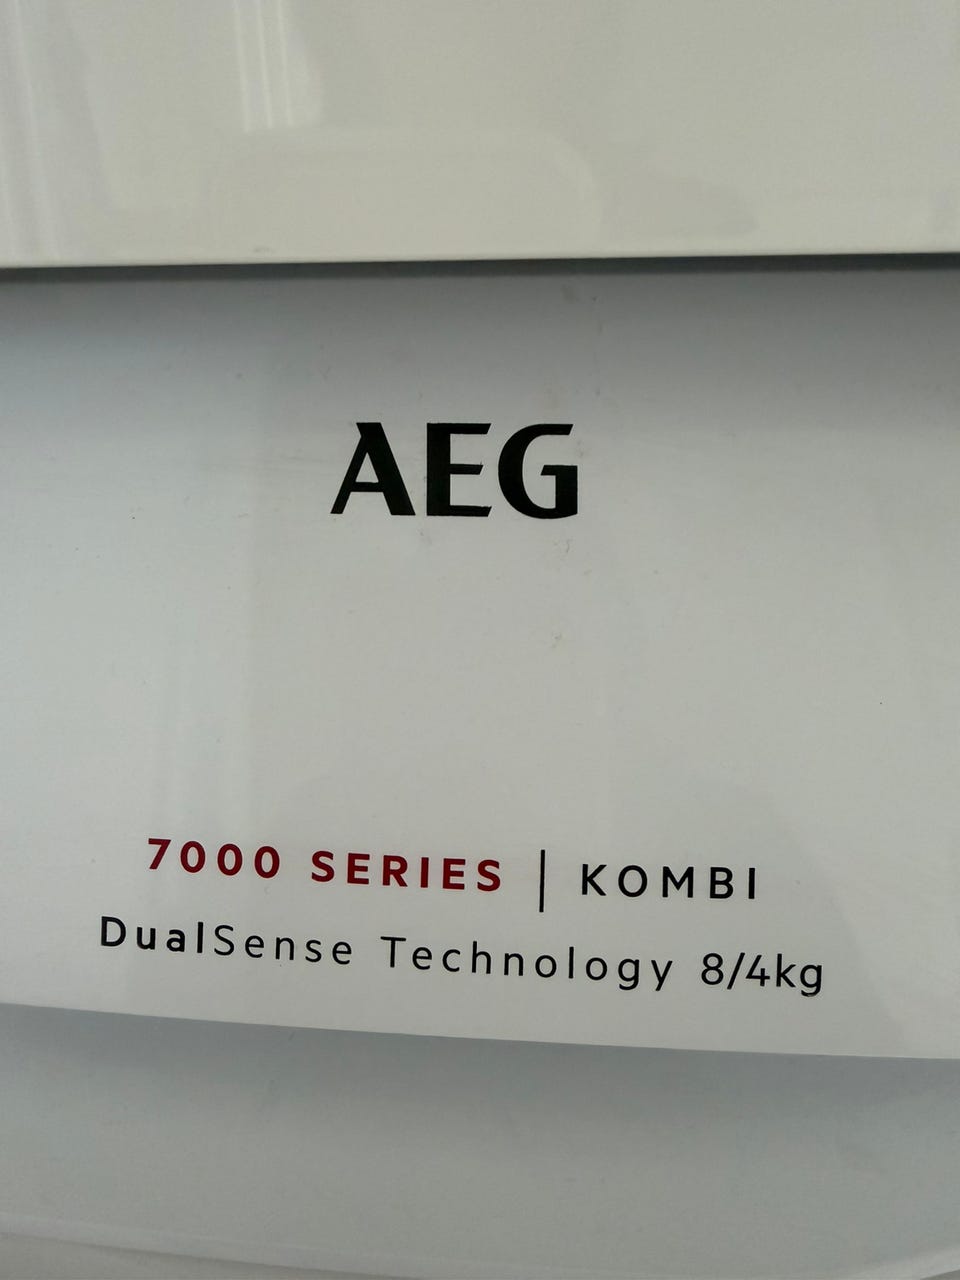 AEG
7000 SERIES | KOMBI
DualSense Technology 8/4kg